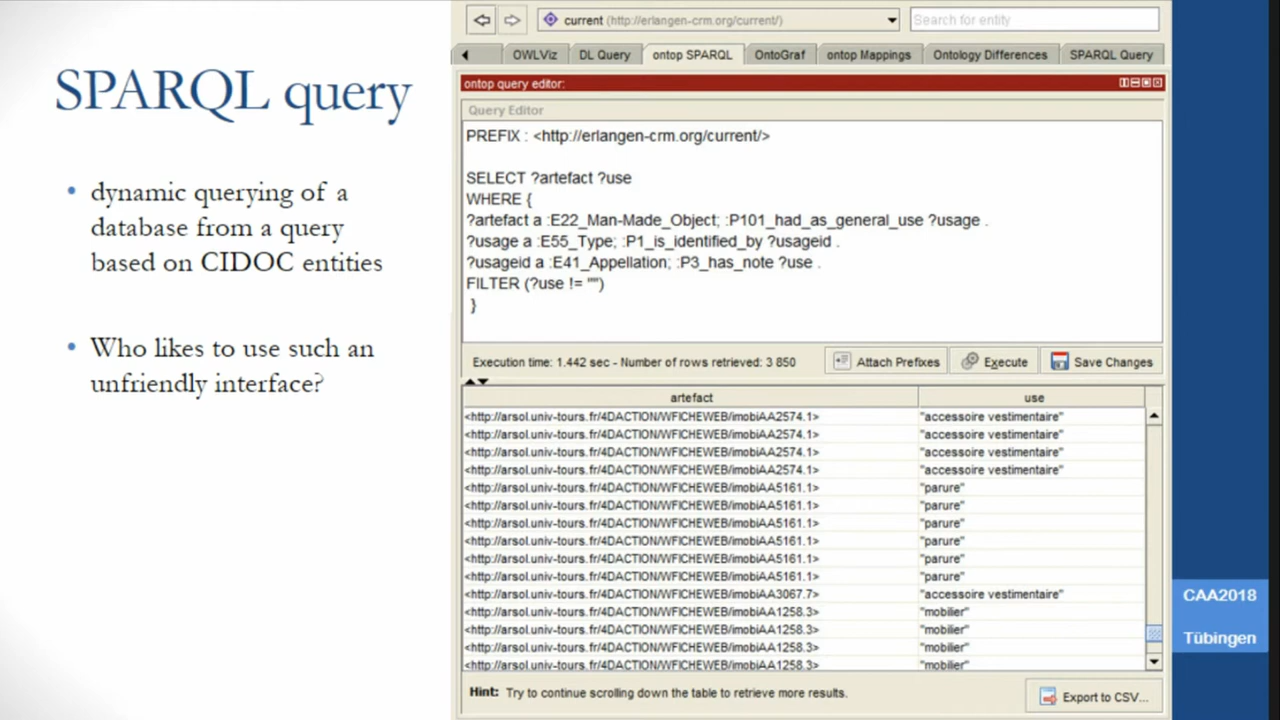 SPARQL query
dynamic querying of a
database from a query
based on CIDOC entities
Who likes to use such an
unfriendly interface?
current (http://erlangen-crm.org/current/)
Search for entity
OWLViz
DL Query
ontop SPARQL
OntoGraf
ontop Mappings
Ontology Differences
SPARQL Query
ontop query editor:
Query Editor
PREFIX : <http://erlangen-crm.org/current/>
SELECT ?artefact ?use
WHERE {
?artefact a :E22_Man-Made_Object; :P101_had_as_general_use ?usage .
?usage a :E55_Type; :P1_is_identified_by ?usageid .
?usageid a :E41_Appellation; :P3_has_note ?use .
FILTER (?use != "")
}
Execution time: 1.442 sec - Number of rows retrieved: 3 850
Attach Prefixes
Execute
Save Changes
artefact use
<http://arsol.univ-tours.fr/4DACTION/WFICHEWEB/imobiAA2574.1> "accessoire vestimentaire"
<http://arsol.univ-tours.fr/4DACTION/WFICHEWEB/imobiAA2574.1> "accessoire vestimentaire"
<http://arsol.univ-tours.fr/4DACTION/WFICHEWEB/imobiAA2574.1> "accessoire vestimentaire"
<http://arsol.univ-tours.fr/4DACTION/WFICHEWEB/imobiAA2574.1> "accessoire vestimentaire"
<http://arsol.univ-tours.fr/4DACTION/WFICHEWEB/imobiAA5161.1> "parure"
<http://arsol.univ-tours.fr/4DACTION/WFICHEWEB/imobiAA5161.1> "parure"
<http://arsol.univ-tours.fr/4DACTION/WFICHEWEB/imobiAA5161.1> "parure"
<http://arsol.univ-tours.fr/4DACTION/WFICHEWEB/imobiAA5161.1> "parure"
<http://arsol.univ-tours.fr/4DACTION/WFICHEWEB/imobiAA5161.1> "parure"
<http://arsol.univ-tours.fr/4DACTION/WFICHEWEB/imobiAA5161.1> "parure"
<http://arsol.univ-tours.fr/4DACTION/WFICHEWEB/imobiAA3067.7> "accessoire vestimentaire"
<http://arsol.univ-tours.fr/4DACTION/WFICHEWEB/imobiAA1258.3> "mobilier"
<http://arsol.univ-tours.fr/4DACTION/WFICHEWEB/imobiAA1258.3> "mobilier"
<http://arsol.univ-tours.fr/4DACTION/WFICHEWEB/imobiAA1258.3> "mobilier"
<http://arsol.univ-tours.fr/4DACTION/WFICHEWEB/imobiAA1258.3> "mobilier"
Hint: Try to continue scrolling down the table to retrieve more results.
Export to CSV...
CAA2018
Tübingen